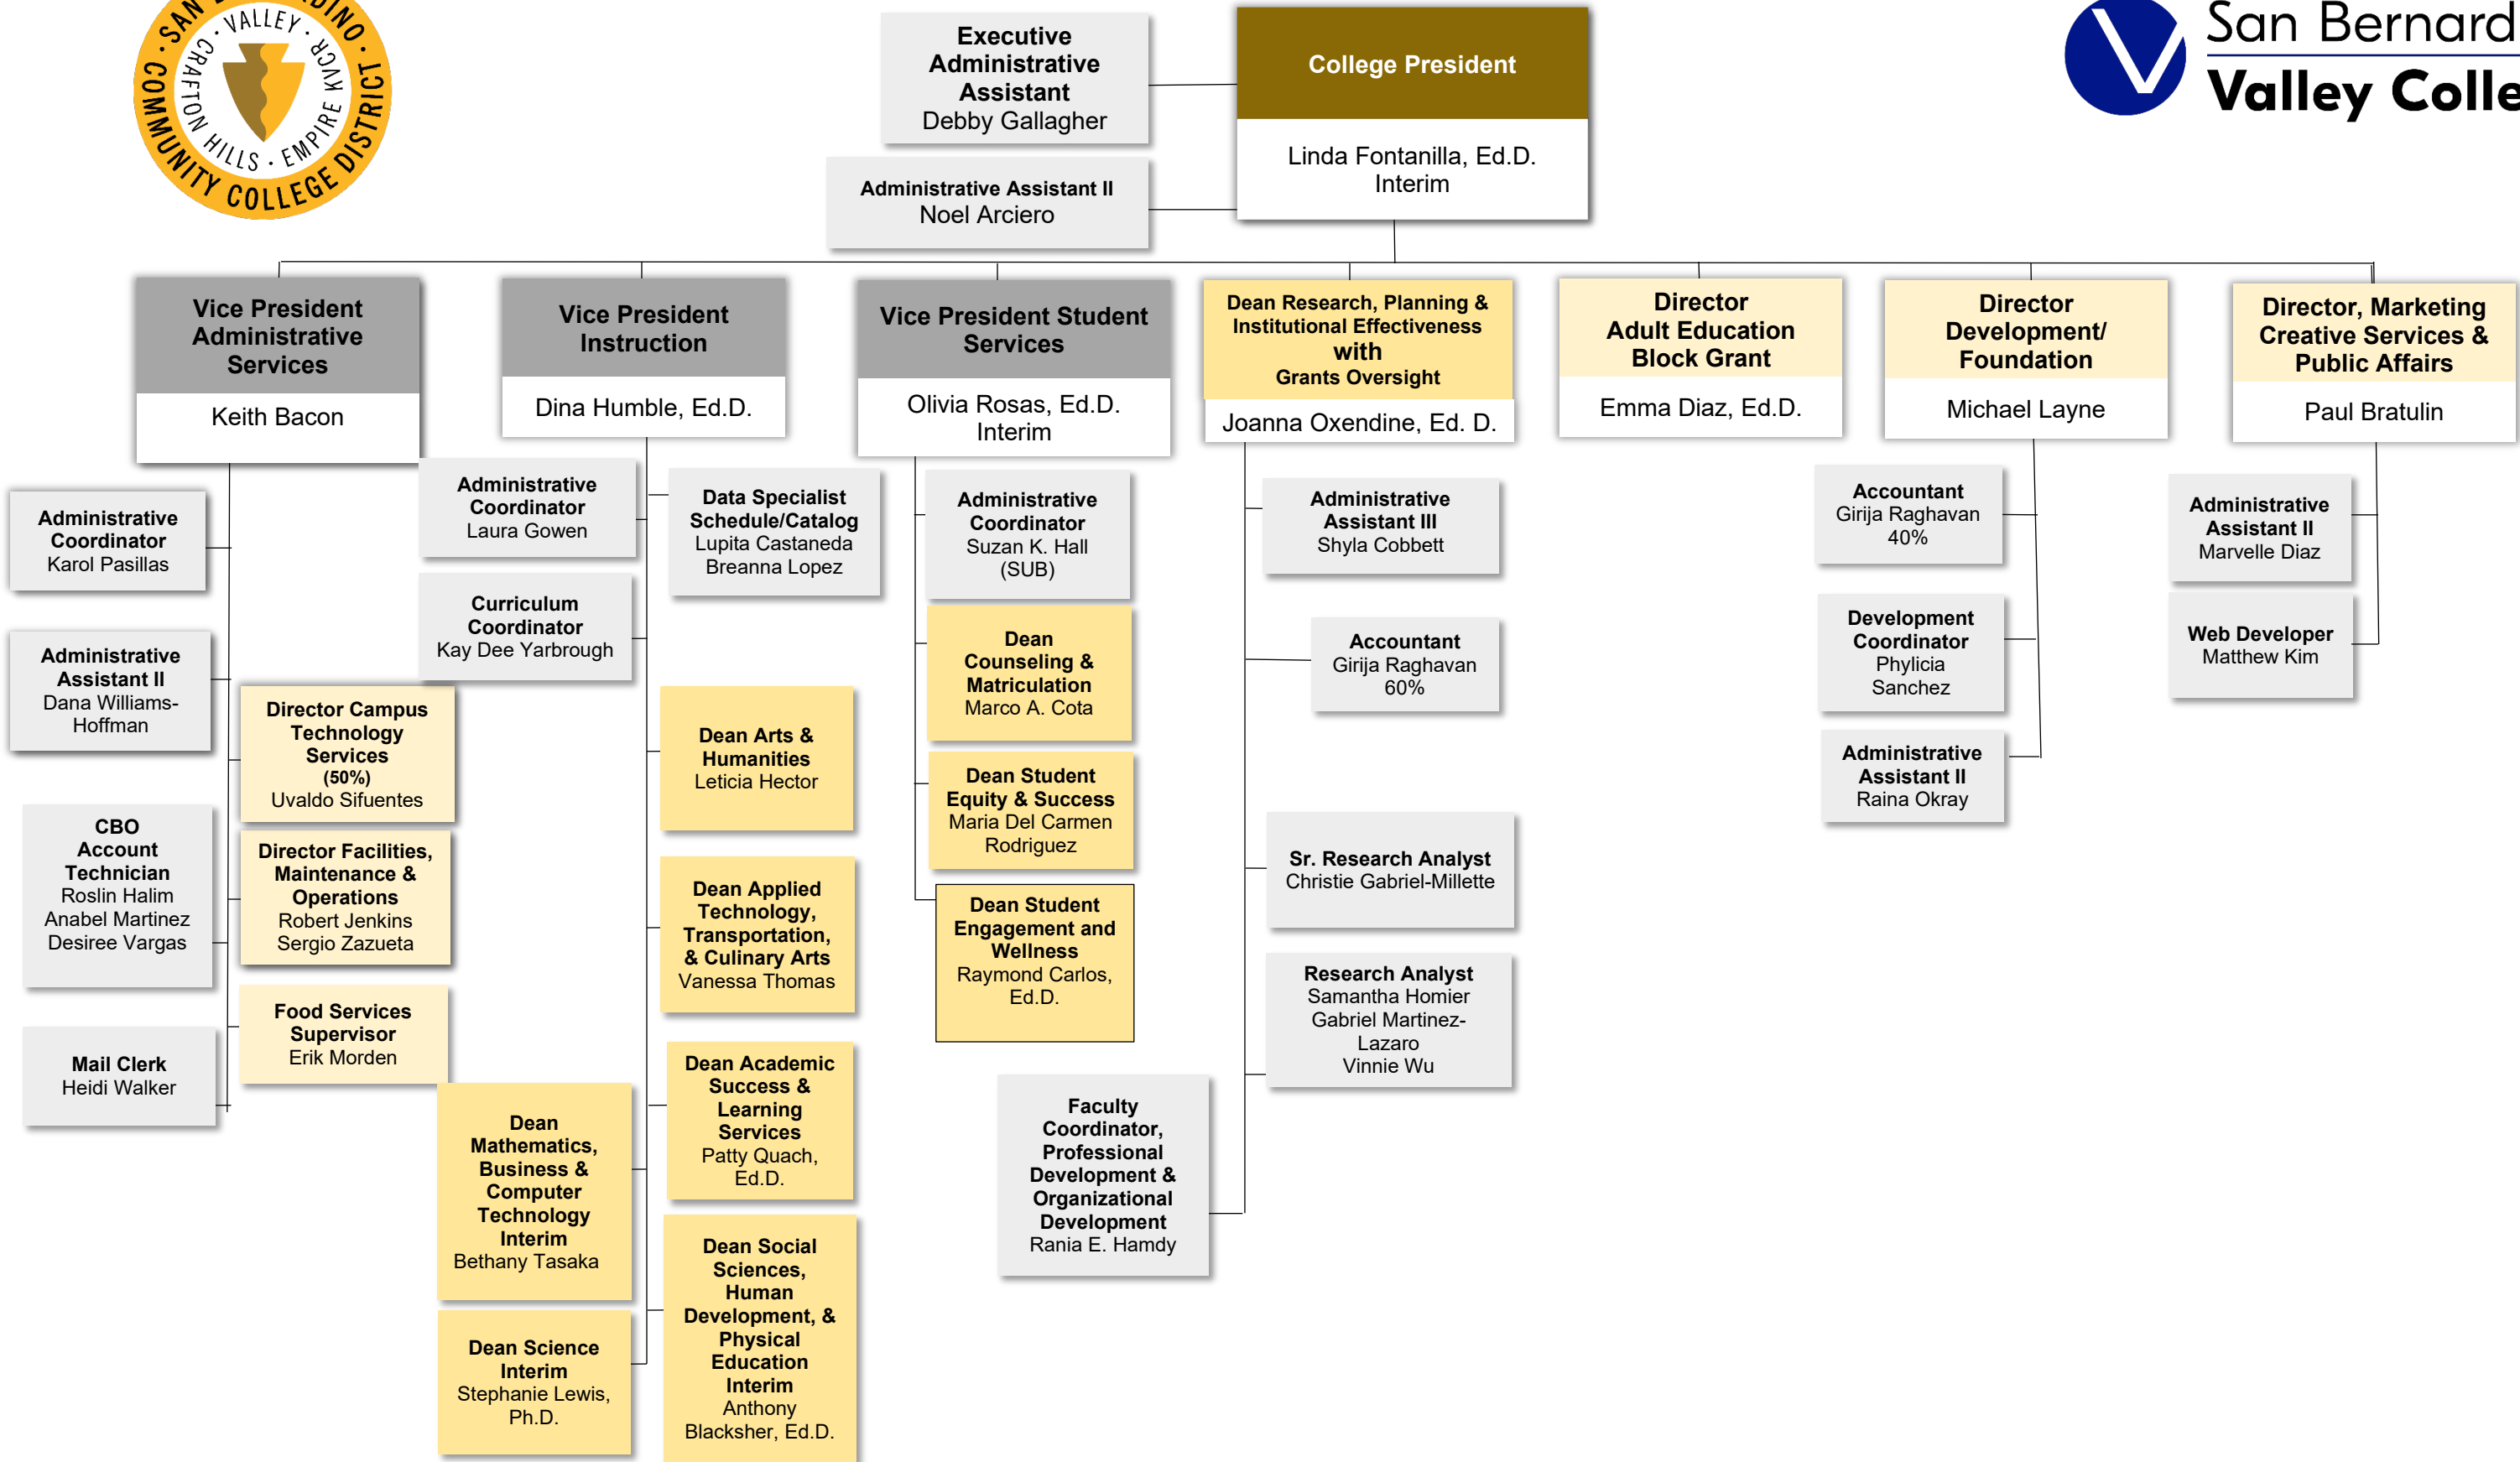 COMMUNITY COLLEGE DISTRICT
VALLEY · KVCR
CRAFTON HILLS · EMPIRE
Executive
Administrative
Assistant
Debby Gallagher
College President
Linda Fontanilla, Ed.D.
Interim
Administrative Assistant II
Noel Arciero
San Bernard
Valley Colle
Vice President
Administrative
Services
Keith Bacon
Vice President
Instruction
Dina Humble, Ed.D.
Vice President Student
Services
Olivia Rosas, Ed.D.
Interim
Dean Research, Planning &
Institutional Effectiveness
with
Grants Oversight
Joanna Oxendine, Ed. D.
Director
Adult Education
Block Grant
Emma Diaz, Ed.D.
Director
Development/
Foundation
Michael Layne
Director, Marketing
Creative Services &
Public Affairs
Paul Bratulin
Administrative
Coordinator
Karol Pasillas
Administrative
Assistant II
Dana Williams-
Hoffman
Director Campus
Technology
Services
(50%)
Uvaldo Sifuentes
CBO
Account
Technician
Roslin Halim
Anabel Martinez
Desiree Vargas
Director Facilities,
Maintenance &
Operations
Robert Jenkins
Sergio Zazueta
Food Services
Supervisor
Erik Morden
Mail Clerk
Heidi Walker
Administrative
Coordinator
Laura Gowen
Data Specialist
Schedule/Catalog
Lupita Castaneda
Breanna Lopez
Curriculum
Coordinator
Kay Dee Yarbrough
Dean Arts &
Humanities
Leticia Hector
Dean Applied
Technology,
Transportation,
& Culinary Arts
Vanessa Thomas
Dean Academic
Success &
Learning
Services
Patty Quach,
Ed.D.
Dean
Mathematics,
Business &
Computer
Technology
Interim
Bethany Tasaka
Dean Social
Sciences,
Human
Development, &
Physical
Education
Interim
Anthony
Blacksher, Ed.D.
Dean Science
Interim
Stephanie Lewis,
Ph.D.
Administrative
Coordinator
Suzan K. Hall
(SUB)
Dean
Counseling &
Matriculation
Marco A. Cota
Dean Student
Equity & Success
Maria Del Carmen
Rodriguez
Dean Student
Engagement and
Wellness
Raymond Carlos,
Ed.D.
Administrative
Assistant III
Shyla Cobbett
Accountant
Girija Raghavan
60%
Sr. Research Analyst
Christie Gabriel-Millette
Research Analyst
Samantha Homier
Gabriel Martinez-
Lazaro
Vinnie Wu
Faculty
Coordinator,
Professional
Development &
Organizational
Development
Rania E. Hamdy
Accountant
Girija Raghavan
40%
Development
Coordinator
Phylicia
Sanchez
Administrative
Assistant II
Raina Okray
Administrative
Assistant II
Marvelle Diaz
Web Developer
Matthew Kim